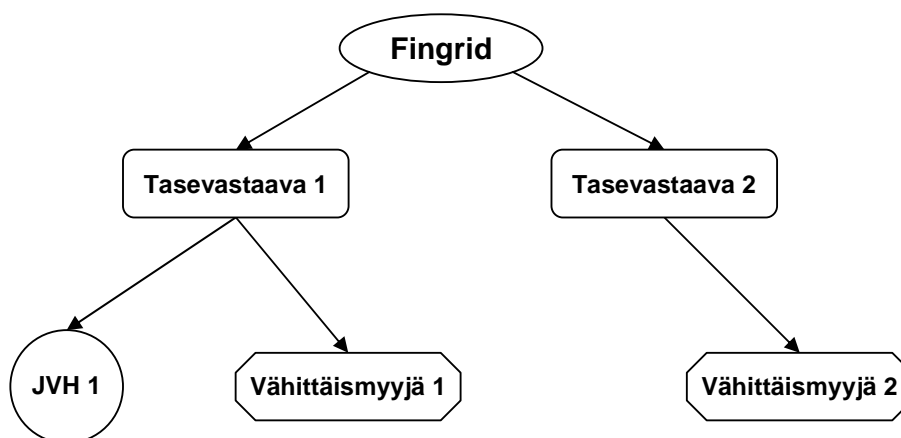 Fingrid
Tasevastaava 1
Tasevastaava 2
JVH 1
Vähittäismyyjä 1
Vähittäismyyjä 2